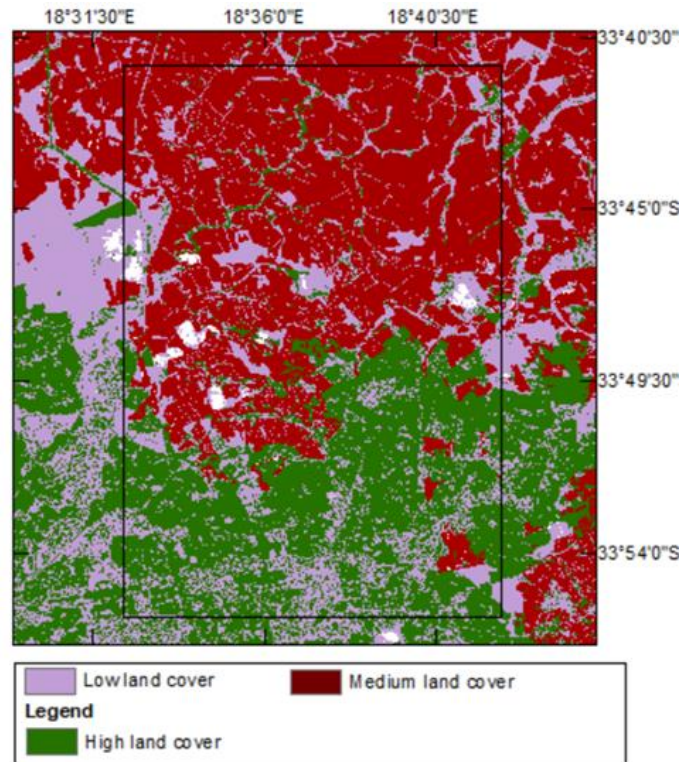 18°31'30"E 18°36'0"E 18°40'30"E
33°40'30"S
33°45'0"S
33°49'30"S
33°54'0"S
Low land cover Medium land cover
Legend
High land cover